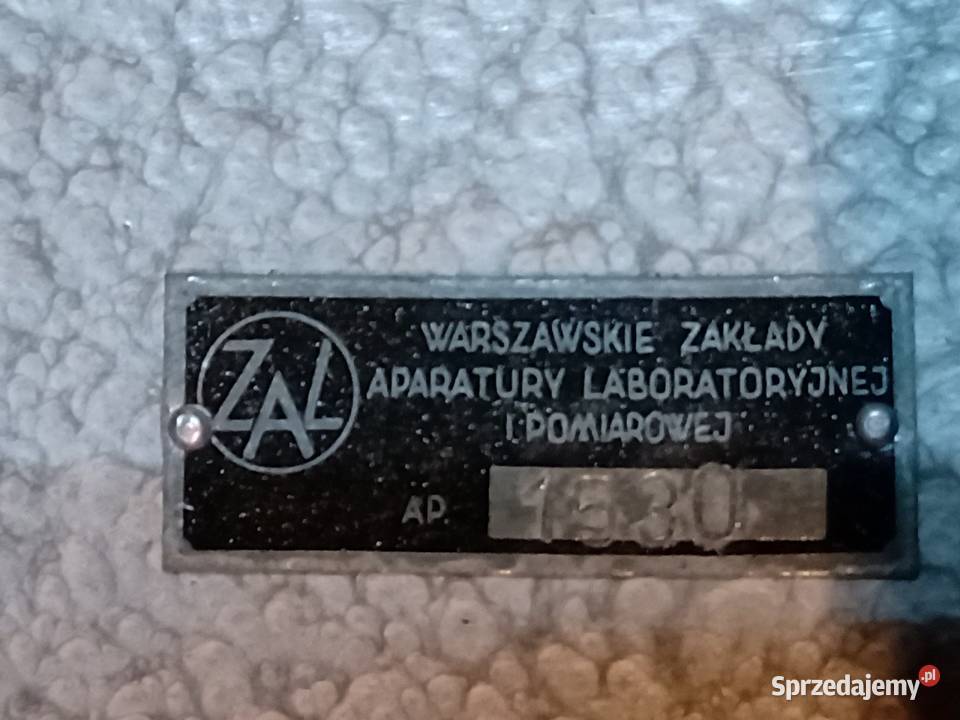 ZAL
WARSZAWSKIE ZAKŁADY
APARATURY LABORATORYJNEJ
I POMIAROWEJ
AP. 1530
Sprzedajemy.pl